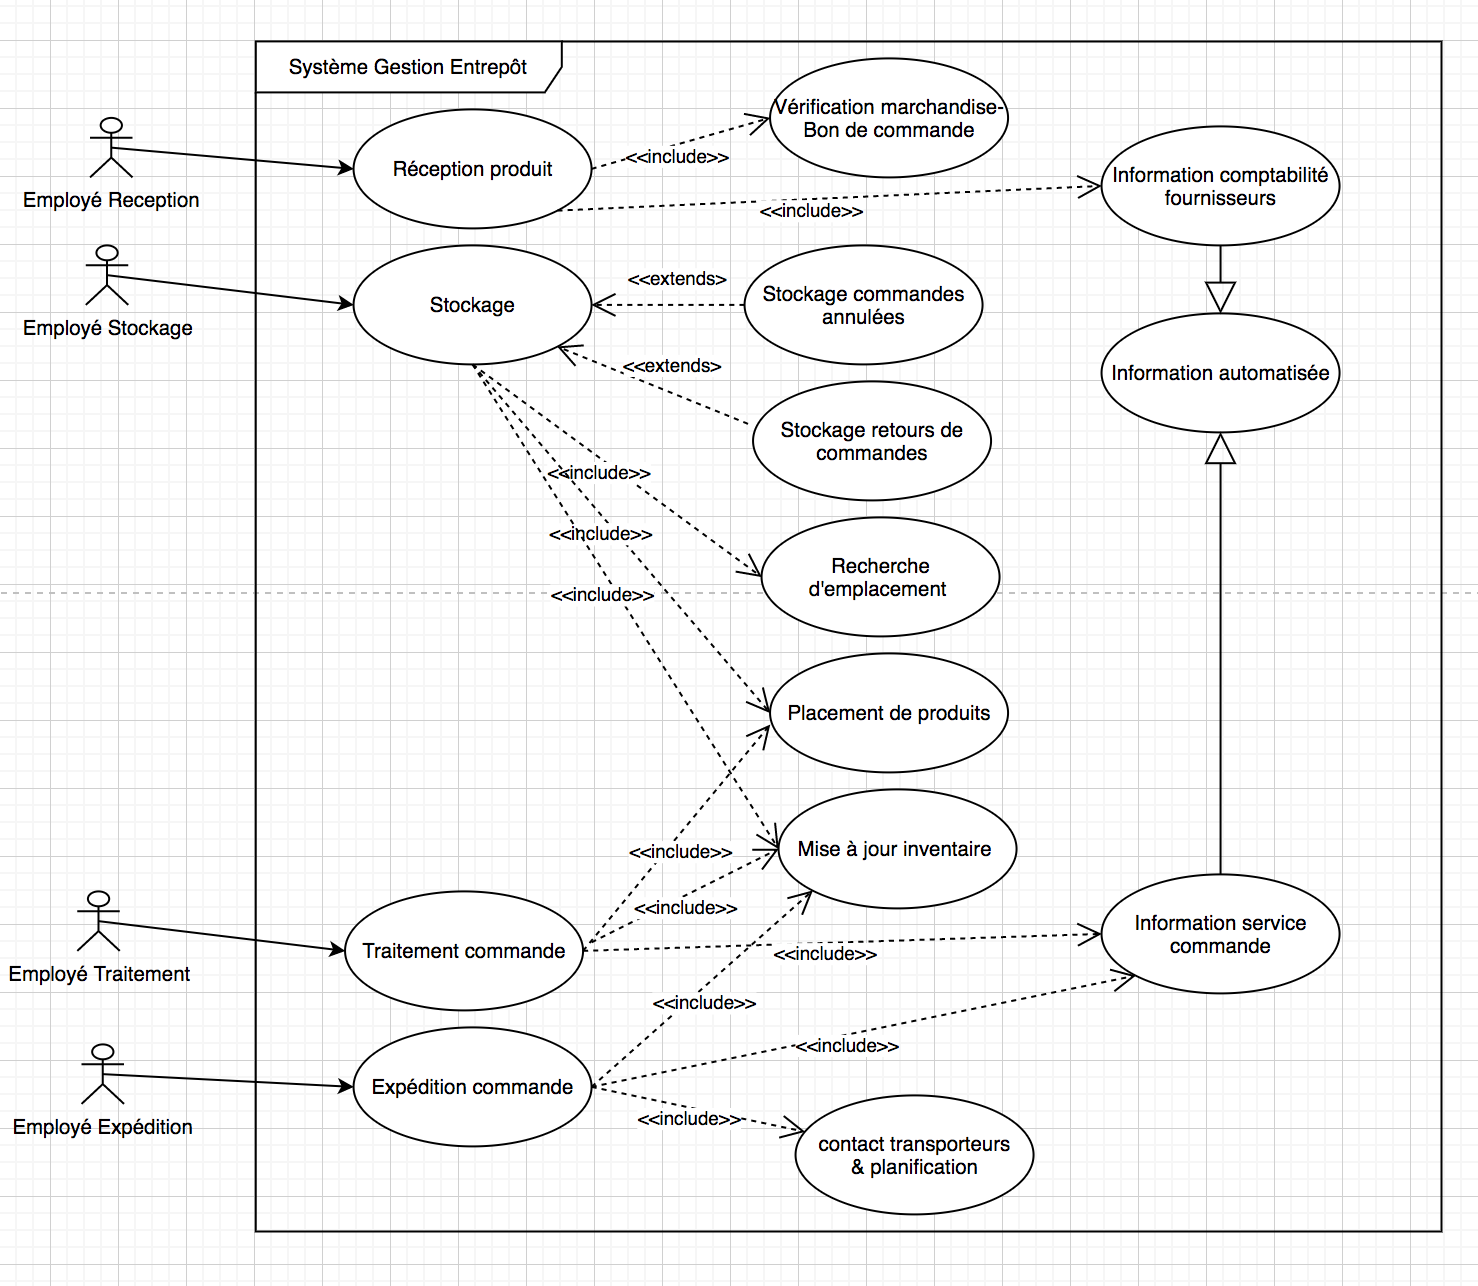 Système Gestion Entrepôt
Vérification marchandise-
Bon de commande
Employé Reception
Réception produit
<<include>>
Information comptabilité
fournisseurs
<<include>>
Employé Stockage
Stockage
<<extends>
Stockage commandes
annulées
<<extends>
Information automatisée
Stockage retours de
commandes
<<include>>
<<include>>
Recherche
d'emplacement
<<include>>
Placement de produits
<<include>>
Mise à jour inventaire
<<include>>
Employé Traitement
Traitement commande
<<include>>
Information service
commande
<<include>>
<<include>>
Employé Expédition
Expédition commande
<<include>>
contact transporteurs
& planification